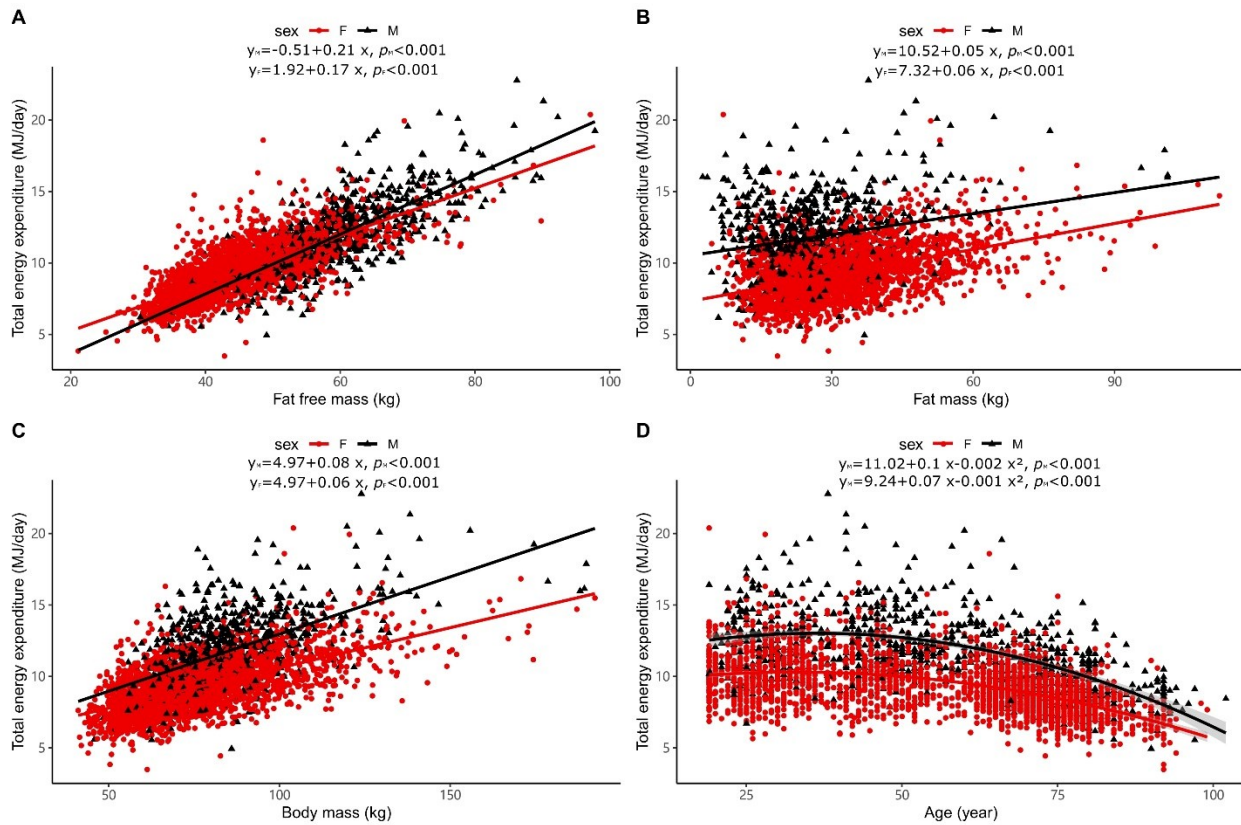 A
sex F M
yM=-0.51+0.21 x, pM<0.001
yF=1.92+0.17 x, pF<0.001
Total energy expenditure (MJ/day)
20
15
10
5
20 40 60 80 100
Fat free mass (kg)
B
sex F M
yM=10.52+0.05 x, pM<0.001
yF=7.32+0.06 x, pF<0.001
Total energy expenditure (MJ/day)
20
15
10
5
0 30 60 90
Fat mass (kg)
C
sex F M
yM=4.97+0.08 x, pM<0.001
yF=4.97+0.06 x, pF<0.001
Total energy expenditure (MJ/day)
20
15
10
5
50 100 150
Body mass (kg)
D
sex F M
yM=11.02+0.1 x-0.002 x², pM<0.001
yM=9.24+0.07 x-0.001 x², pM<0.001
Total energy expenditure (MJ/day)
20
15
10
5
25 50 75 100
Age (year)